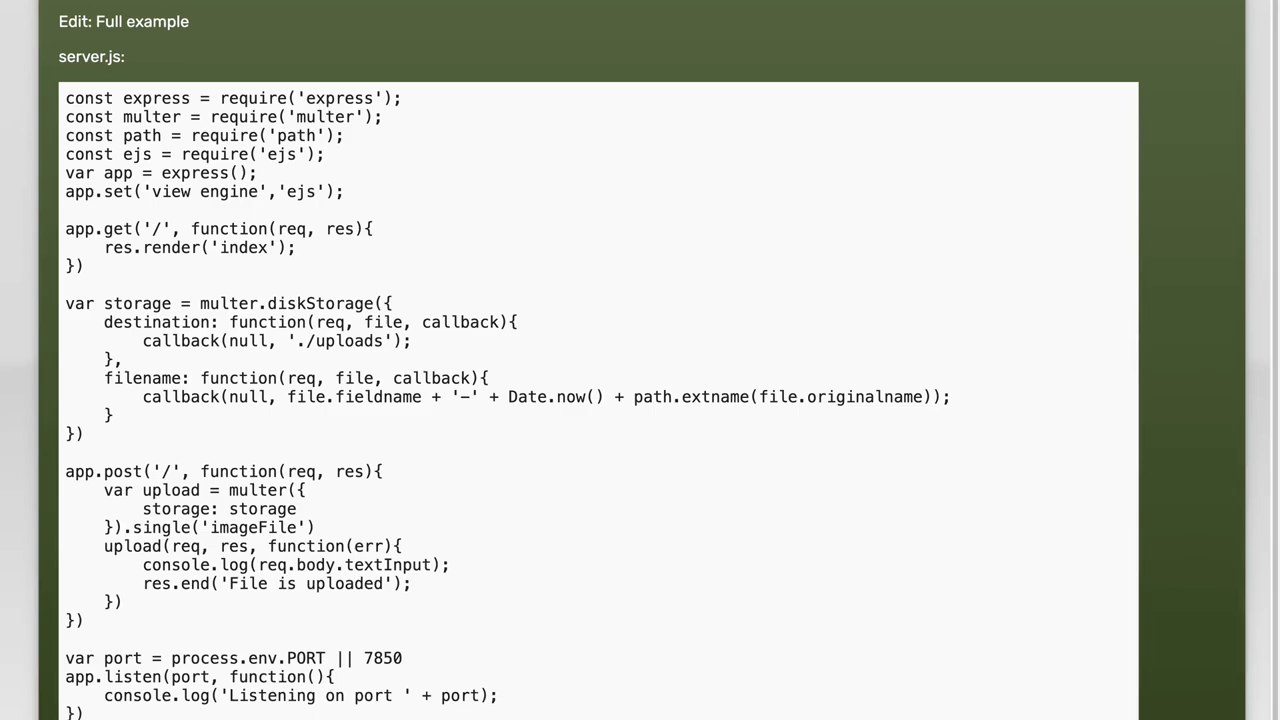 Edit: Full example
server.js:
const express = require('express');
const multer = require('multer');
const path = require('path');
const ejs = require('ejs');
var app = express();
app.set('view engine','ejs');
app.get('/', function(req, res){
    res.render('index');
})
var storage = multer.diskStorage({
    destination: function(req, file, callback){
        callback(null, './uploads');
    },
    filename: function(req, file, callback){
        callback(null, file.fieldname + '-' + Date.now() + path.extname(file.originalname));
    }
})
app.post('/', function(req, res){
    var upload = multer({
        storage: storage
    }).single('imageFile')
    upload(req, res, function(err){
        console.log(req.body.textInput);
        res.end('File is uploaded');
    })
})
var port = process.env.PORT || 7850
app.listen(port, function(){
    console.log('Listening on port ' + port);
})